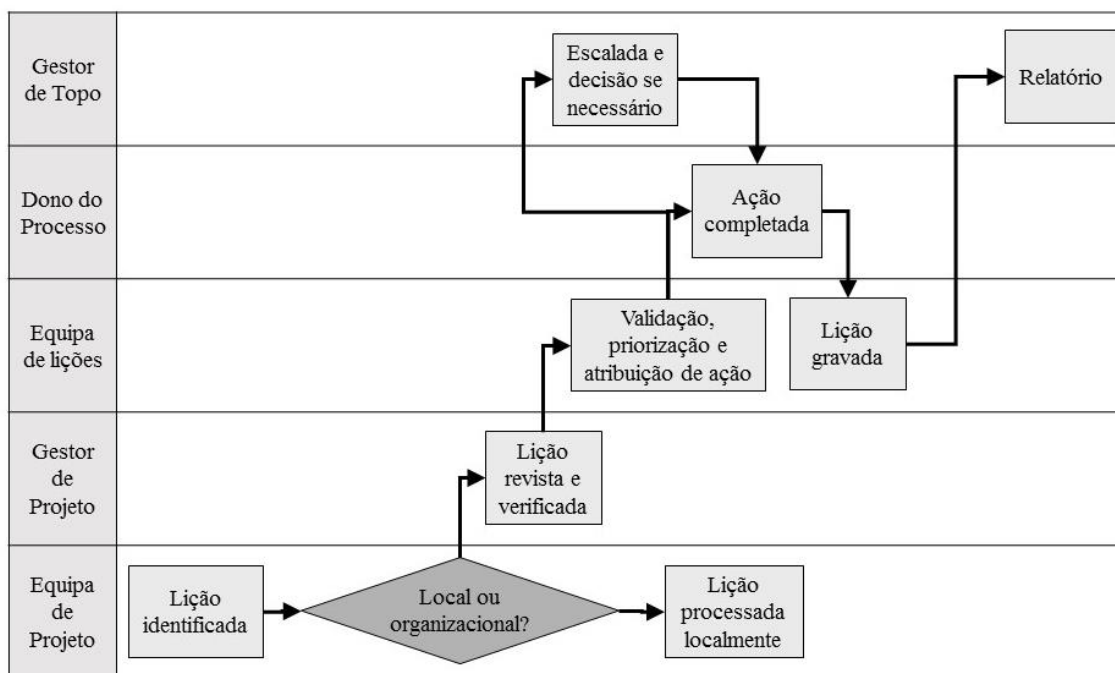 Gestor
de Topo
Escalada e
decisão se
necessário
Relatório
Dono do
Processo
Ação
completada
Equipa
de lições
Validação,
priorização e
atribuição de ação
Lição
gravada
Gestor
de
Projeto
Lição
revista e
verificada
Equipa
de
Projeto
Lição
identificada
Local ou
organizacional?
Lição
processada
localmente